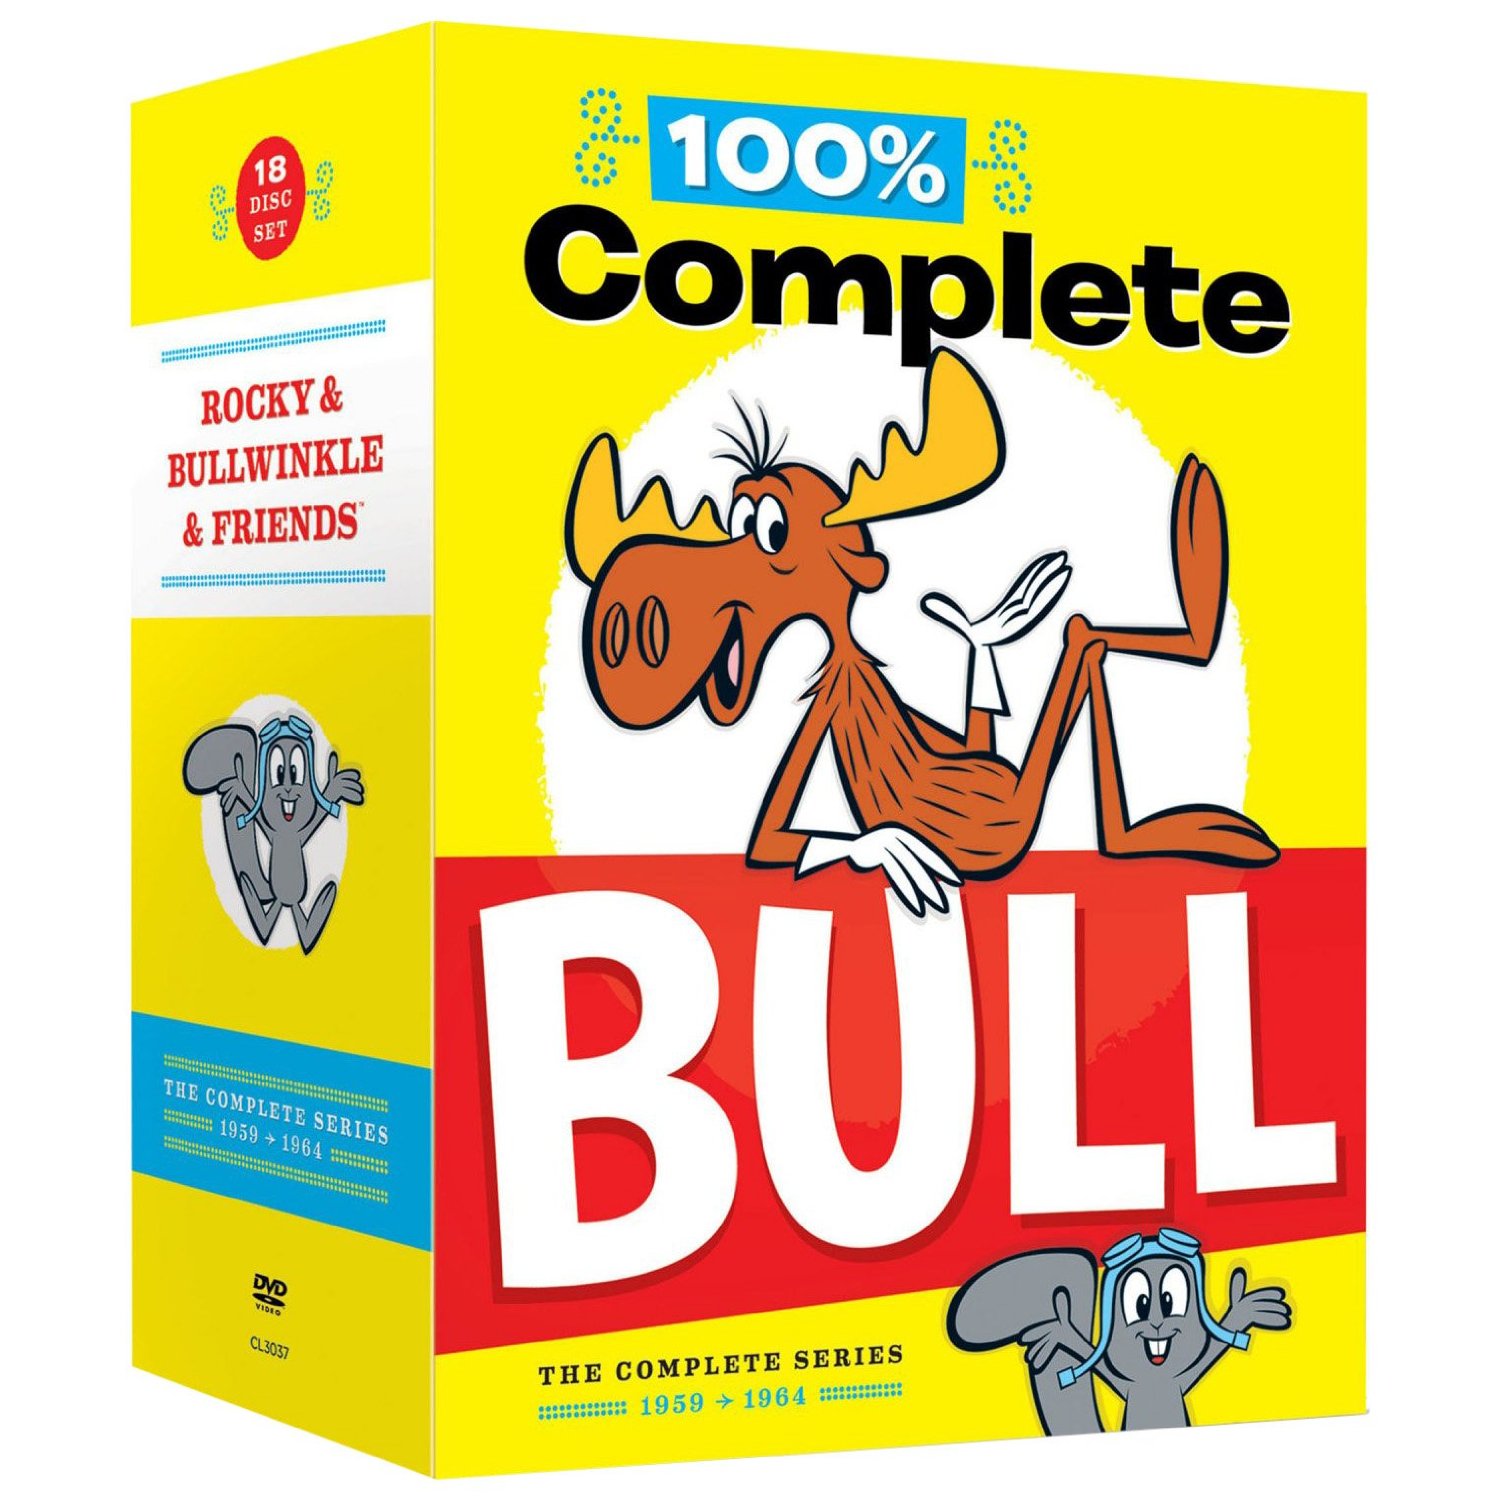 18
DISC
SET
ROCKY &
BULLWINKLE
& FRIENDS™
THE COMPLETE SERIES
1959 → 1964
DVD
VIDEO
CL3037
100%
Complete
BULL
THE COMPLETE SERIES
1959 → 1964